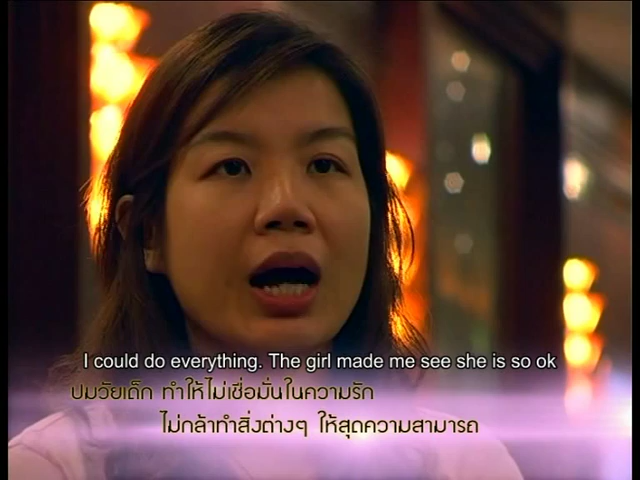 I could do everything. The girl made me see she is so ok
ปมวัยเด็ก ทำให้ไม่เชื่อมั่นในความรัก
ไม่กล้าทำสิ่งต่างๆ ให้สุดความสามารถ